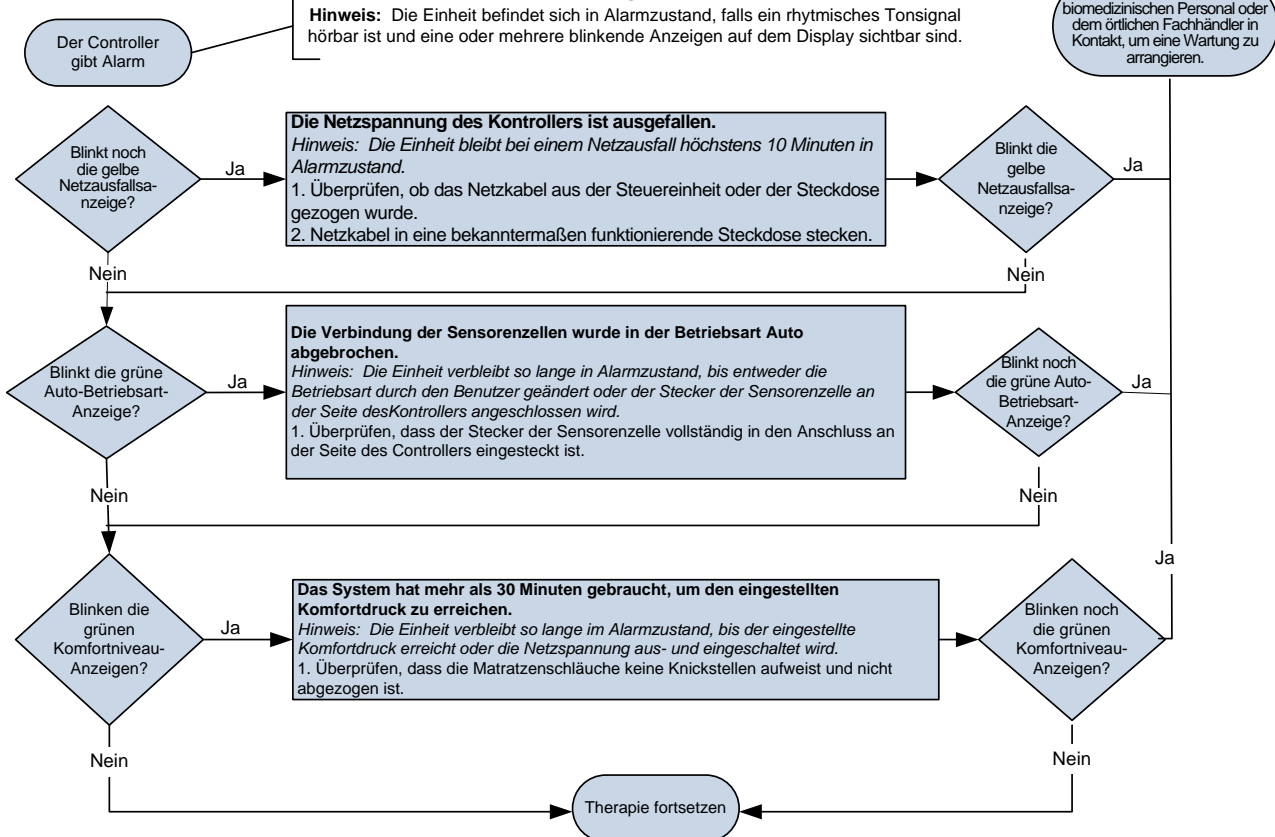 Hinweis: Die Einheit befindet sich in Alarmzustand, falls ein rhytmisches Tonsignal
hörbar ist und eine oder mehrere blinkende Anzeigen auf dem Display sichtbar sind.
biomedizinischen Personal oder
dem örtlichen Fachhändler in
Kontakt, um eine Wartung zu
arrangieren.
Der Controller
gibt Alarm
Blinkt noch
die gelbe
Netzausfallsa-
nzeige?
Ja
Die Netzspannung des Kontrollers ist ausgefallen.
Hinweis: Die Einheit bleibt bei einem Netzausfall höchstens 10 Minuten in
Alarmzustand.
1. Überprüfen, ob das Netzkabel aus der Steuereinheit oder der Steckdose
gezogen wurde.
2. Netzkabel in eine bekanntermaßen funktionierende Steckdose stecken.
Blinkt die
gelbe
Netzausfallsa-
nzeige?
Ja
Nein
Nein
Blinkt die grüne
Auto-Betriebsart-
Anzeige?
Ja
Die Verbindung der Sensorenzellen wurde in der Betriebsart Auto
abgebrochen.
Hinweis: Die Einheit verbleibt so lange in Alarmzustand, bis entweder die
Betriebsart durch den Benutzer geändert oder der Stecker der Sensorenzelle an
der Seite desKontrollers angeschlossen wird.
1. Überprüfen, dass der Stecker der Sensorenzelle vollständig in den Anschluss an
der Seite des Controllers eingesteckt ist.
Blinkt noch
die grüne Auto-
Betriebsart-
Anzeige?
Ja
Nein
Nein
Blinken die
grünen
Komfortniveau-
Anzeigen?
Ja
Das System hat mehr als 30 Minuten gebraucht, um den eingestellten
Komfortdruck zu erreichen.
Hinweis: Die Einheit verbleibt so lange im Alarmzustand, bis der eingestellte
Komfortdruck erreicht oder die Netzspannung aus- und eingeschaltet wird.
1. Überprüfen, dass die Matratzenschläuche keine Knickstellen aufweist und nicht
abgezogen ist.
Blinken noch
die grünen
Komfortniveau-
Anzeigen?
Ja
Nein
Nein
Therapie fortsetzen